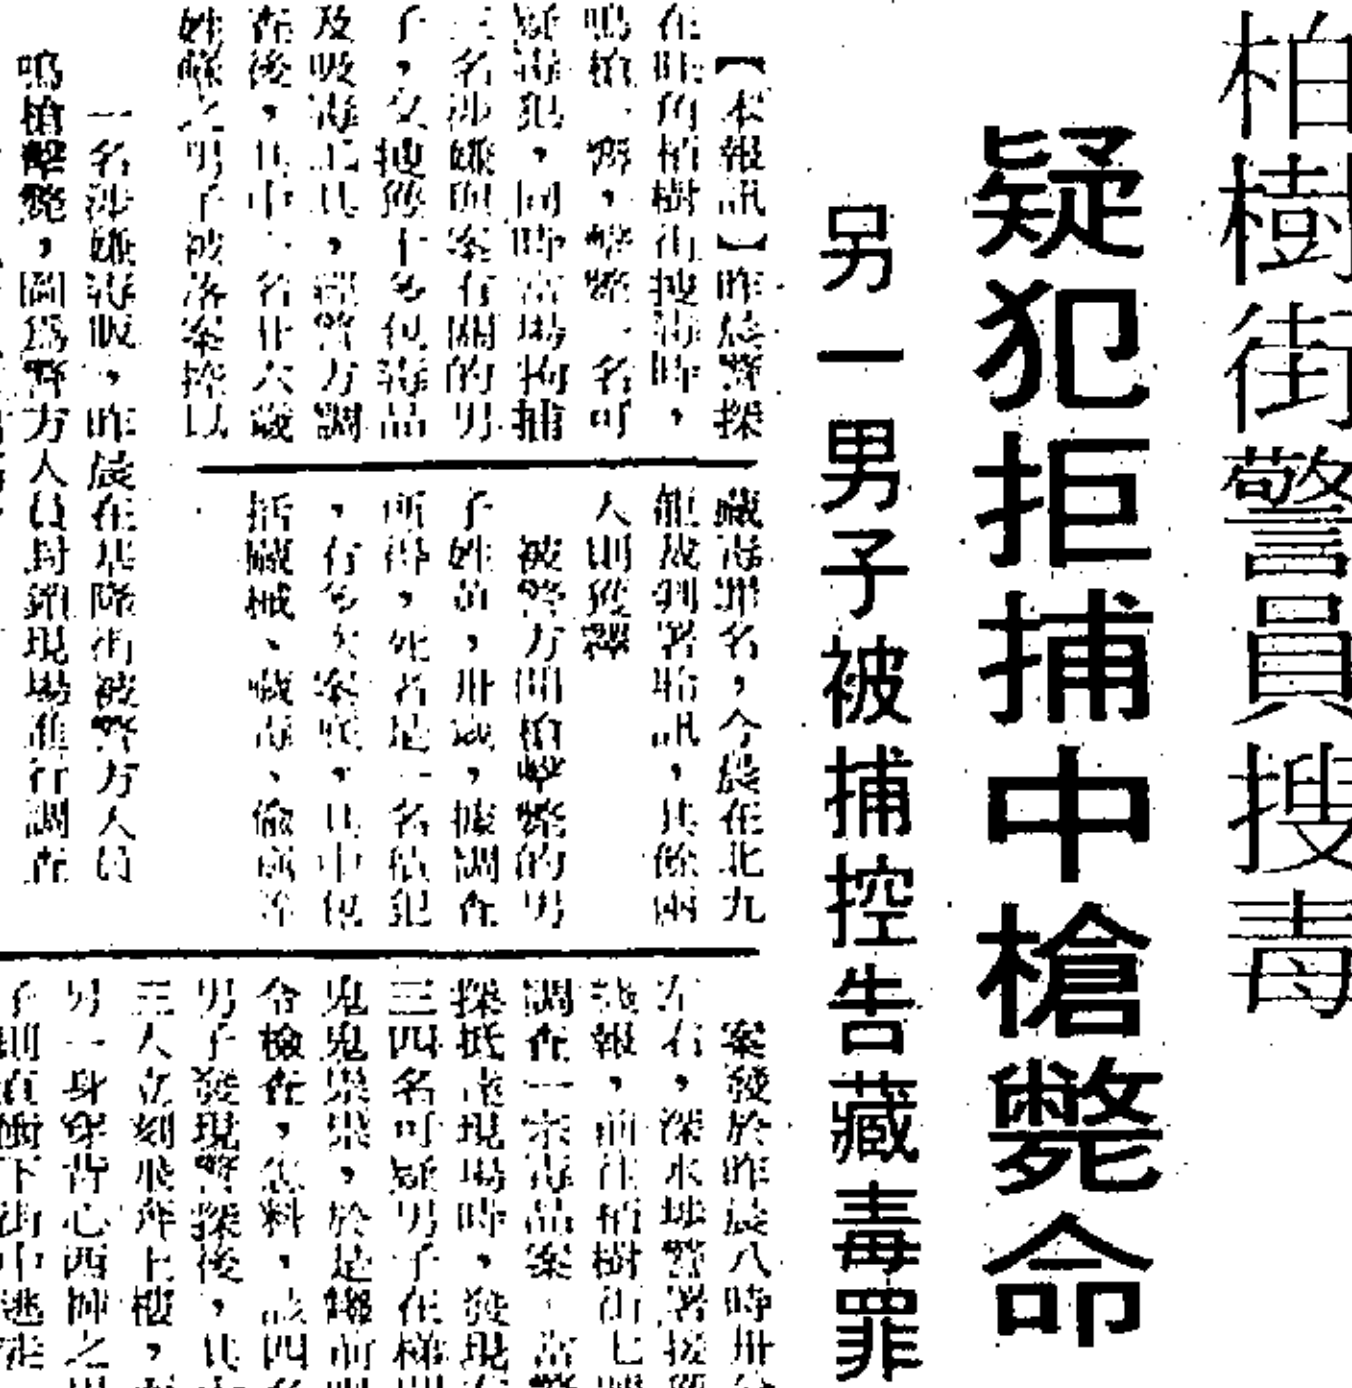 柏樹街警員搜毒
疑犯拒捕中槍斃命
另一男子被捕控告藏毒罪
【本報訊】昨晨警探
在旺角柏樹街搜毒時，
鳴槍一響，擊斃一名可
疑毒犯，同時當場拘捕
三名涉嫌與案有關的男
子，又搜獲十多包毒品
及吸毒工具，經警方調
查後，其中一名廿六歲
姓蘇之男子被落案控以
藏毒罪名，今晨在北九
龍裁判署聆訊，其餘兩
人則獲釋
被警方開槍擊斃的男
子姓黃，卅歲，據調查
所得，死者是一名積犯
，有多次案底，其中包
括藏械、藏毒、偷竊等
案發於昨晨八時卅分
左右，深水埗警署接獲
綫報，前往柏樹街七號
調查一宗毒品案，當警
探抵達現場時，發現有
三四名可疑男子在梯間
鬼鬼祟祟，於是趨前喝
令檢查，怎料，該四名
男子發現警探後，其中
三人立刻飛奔上樓，而
另一身穿背心西褲之男
子則直衝下街中逃走
一名涉嫌毒販，昨晨在基隆街被警方人員
鳴槍擊斃，圖爲警方人員封鎖現場進行調查